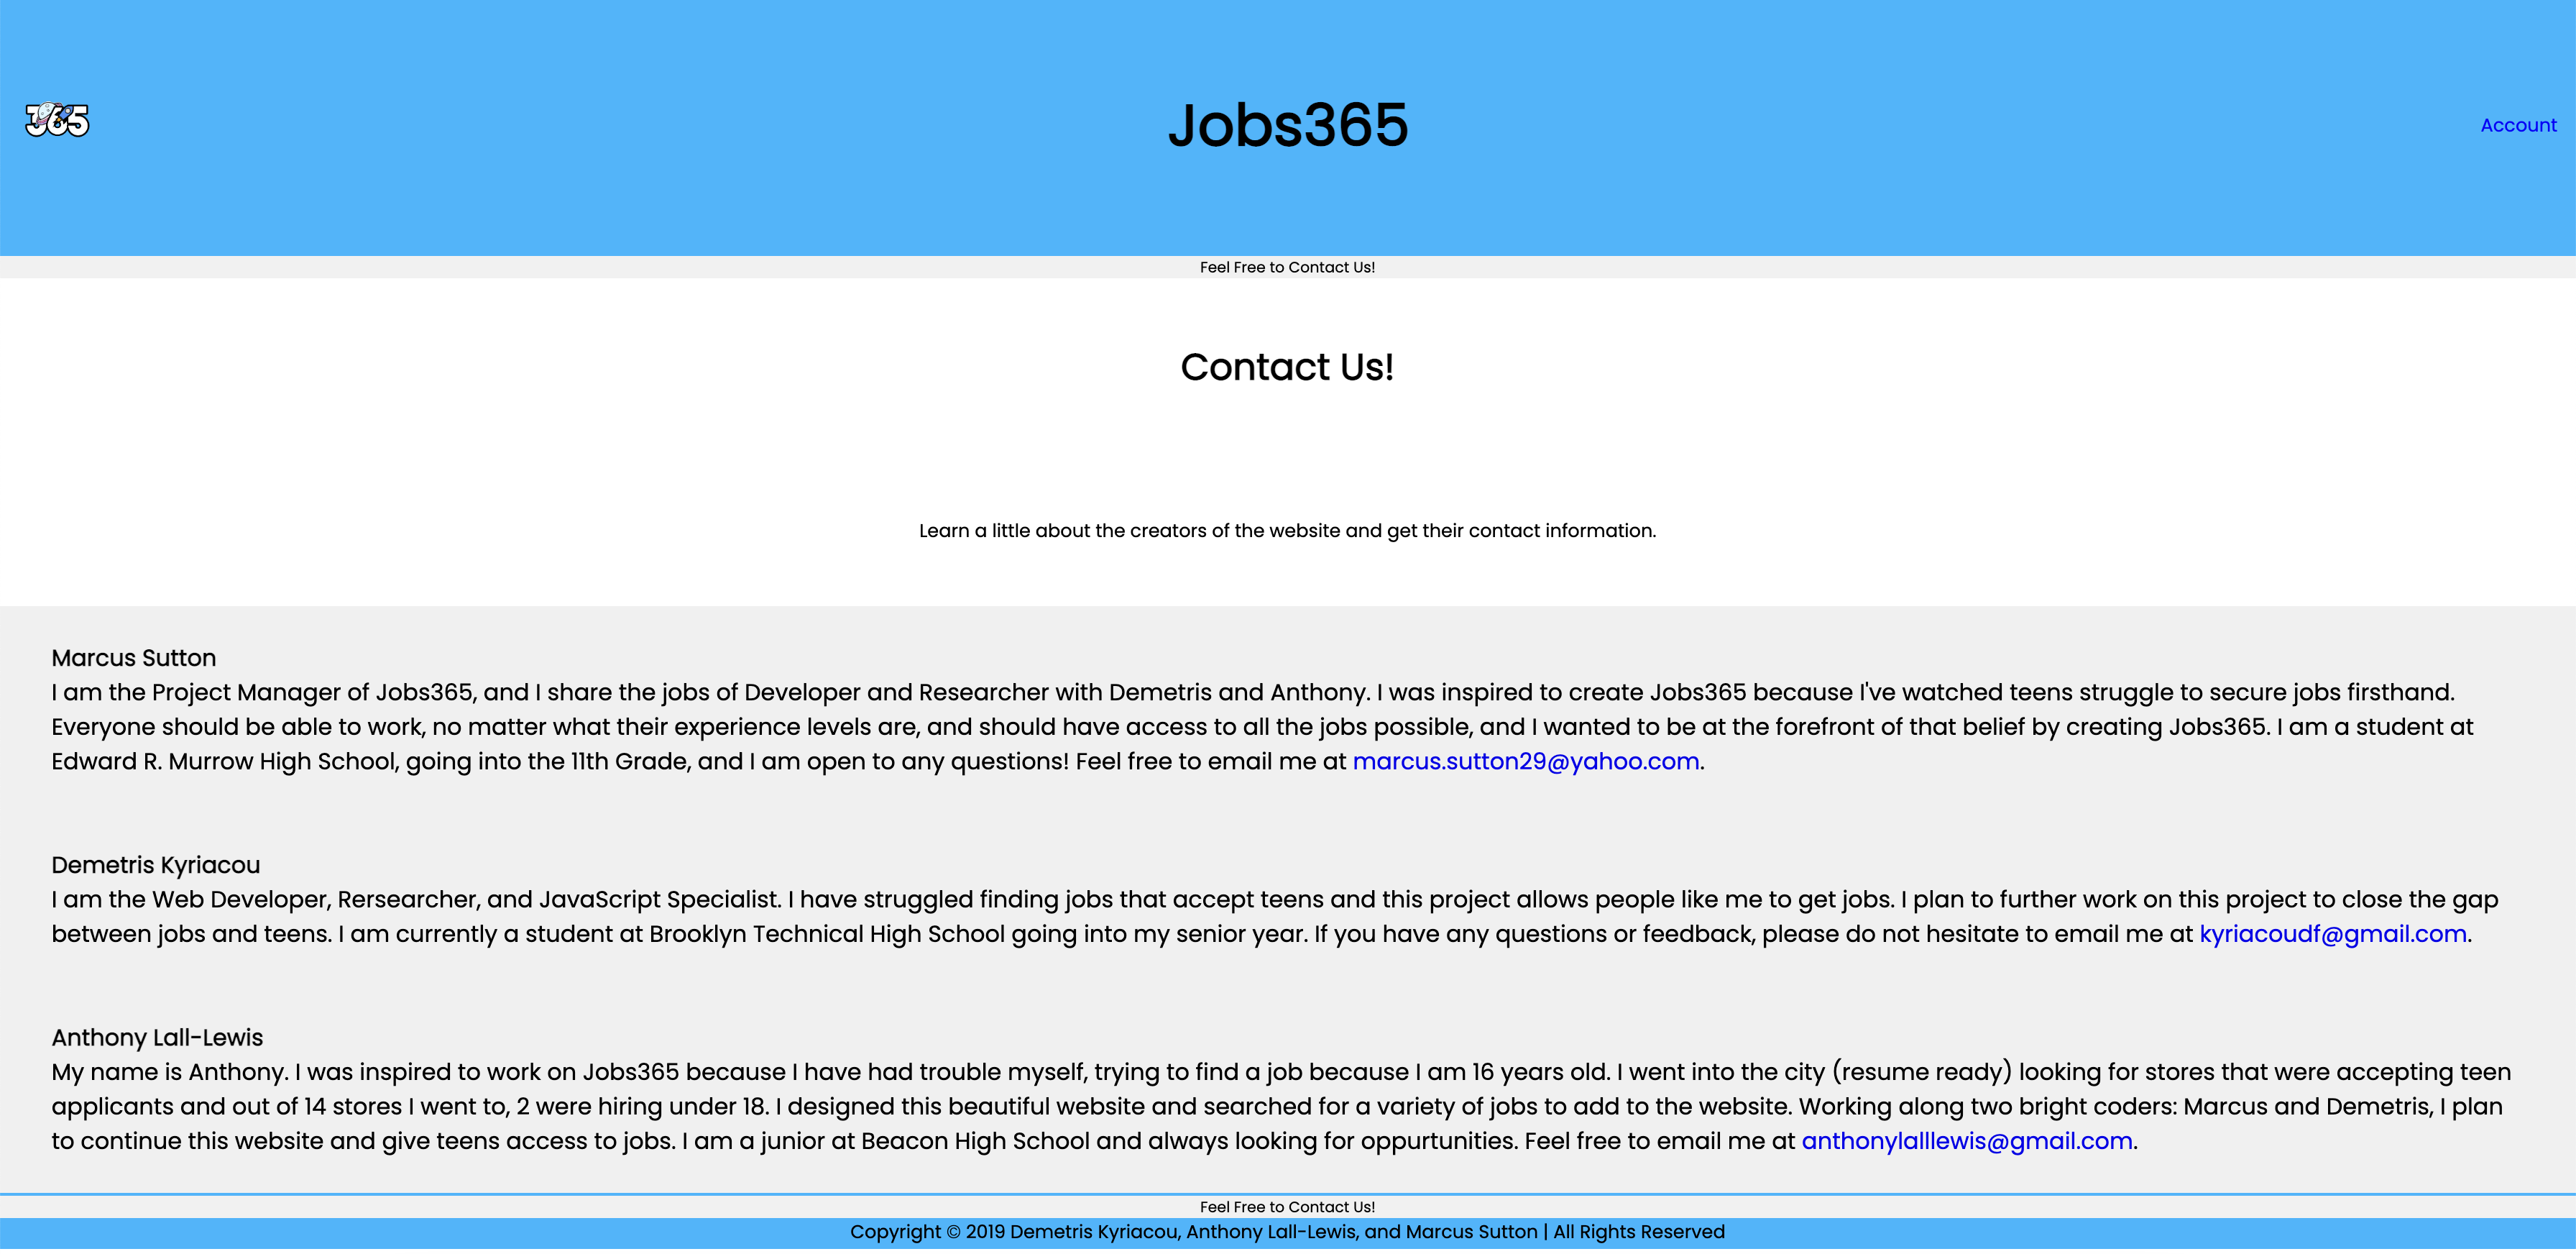 J365
Jobs365
Account
Feel Free to Contact Us!
Contact Us!
Learn a little about the creators of the website and get their contact information.
Marcus Sutton
I am the Project Manager of Jobs365, and I share the jobs of Developer and Researcher with Demetris and Anthony. I was inspired to create Jobs365 because I've watched teens struggle to secure jobs firsthand.
Everyone should be able to work, no matter what their experience levels are, and should have access to all the jobs possible, and I wanted to be at the forefront of that belief by creating Jobs365. I am a student at
Edward R. Murrow High School, going into the 11th Grade, and I am open to any questions! Feel free to email me at marcus.sutton29@yahoo.com.
Demetris Kyriacou
I am the Web Developer, Rersearcher, and JavaScript Specialist. I have struggled finding jobs that accept teens and this project allows people like me to get jobs. I plan to further work on this project to close the gap
between jobs and teens. I am currently a student at Brooklyn Technical High School going into my senior year. If you have any questions or feedback, please do not hesitate to email me at kyriacoudf@gmail.com.
Anthony Lall-Lewis
My name is Anthony. I was inspired to work on Jobs365 because I have had trouble myself, trying to find a job because I am 16 years old. I went into the city (resume ready) looking for stores that were accepting teen
applicants and out of 14 stores I went to, 2 were hiring under 18. I designed this beautiful website and searched for a variety of jobs to add to the website. Working along two bright coders: Marcus and Demetris, I plan
to continue this website and give teens access to jobs. I am a junior at Beacon High School and always looking for oppurtunities. Feel free to email me at anthonylalllewis@gmail.com.
Feel Free to Contact Us!
Copyright © 2019 Demetris Kyriacou, Anthony Lall-Lewis, and Marcus Sutton | All Rights Reserved